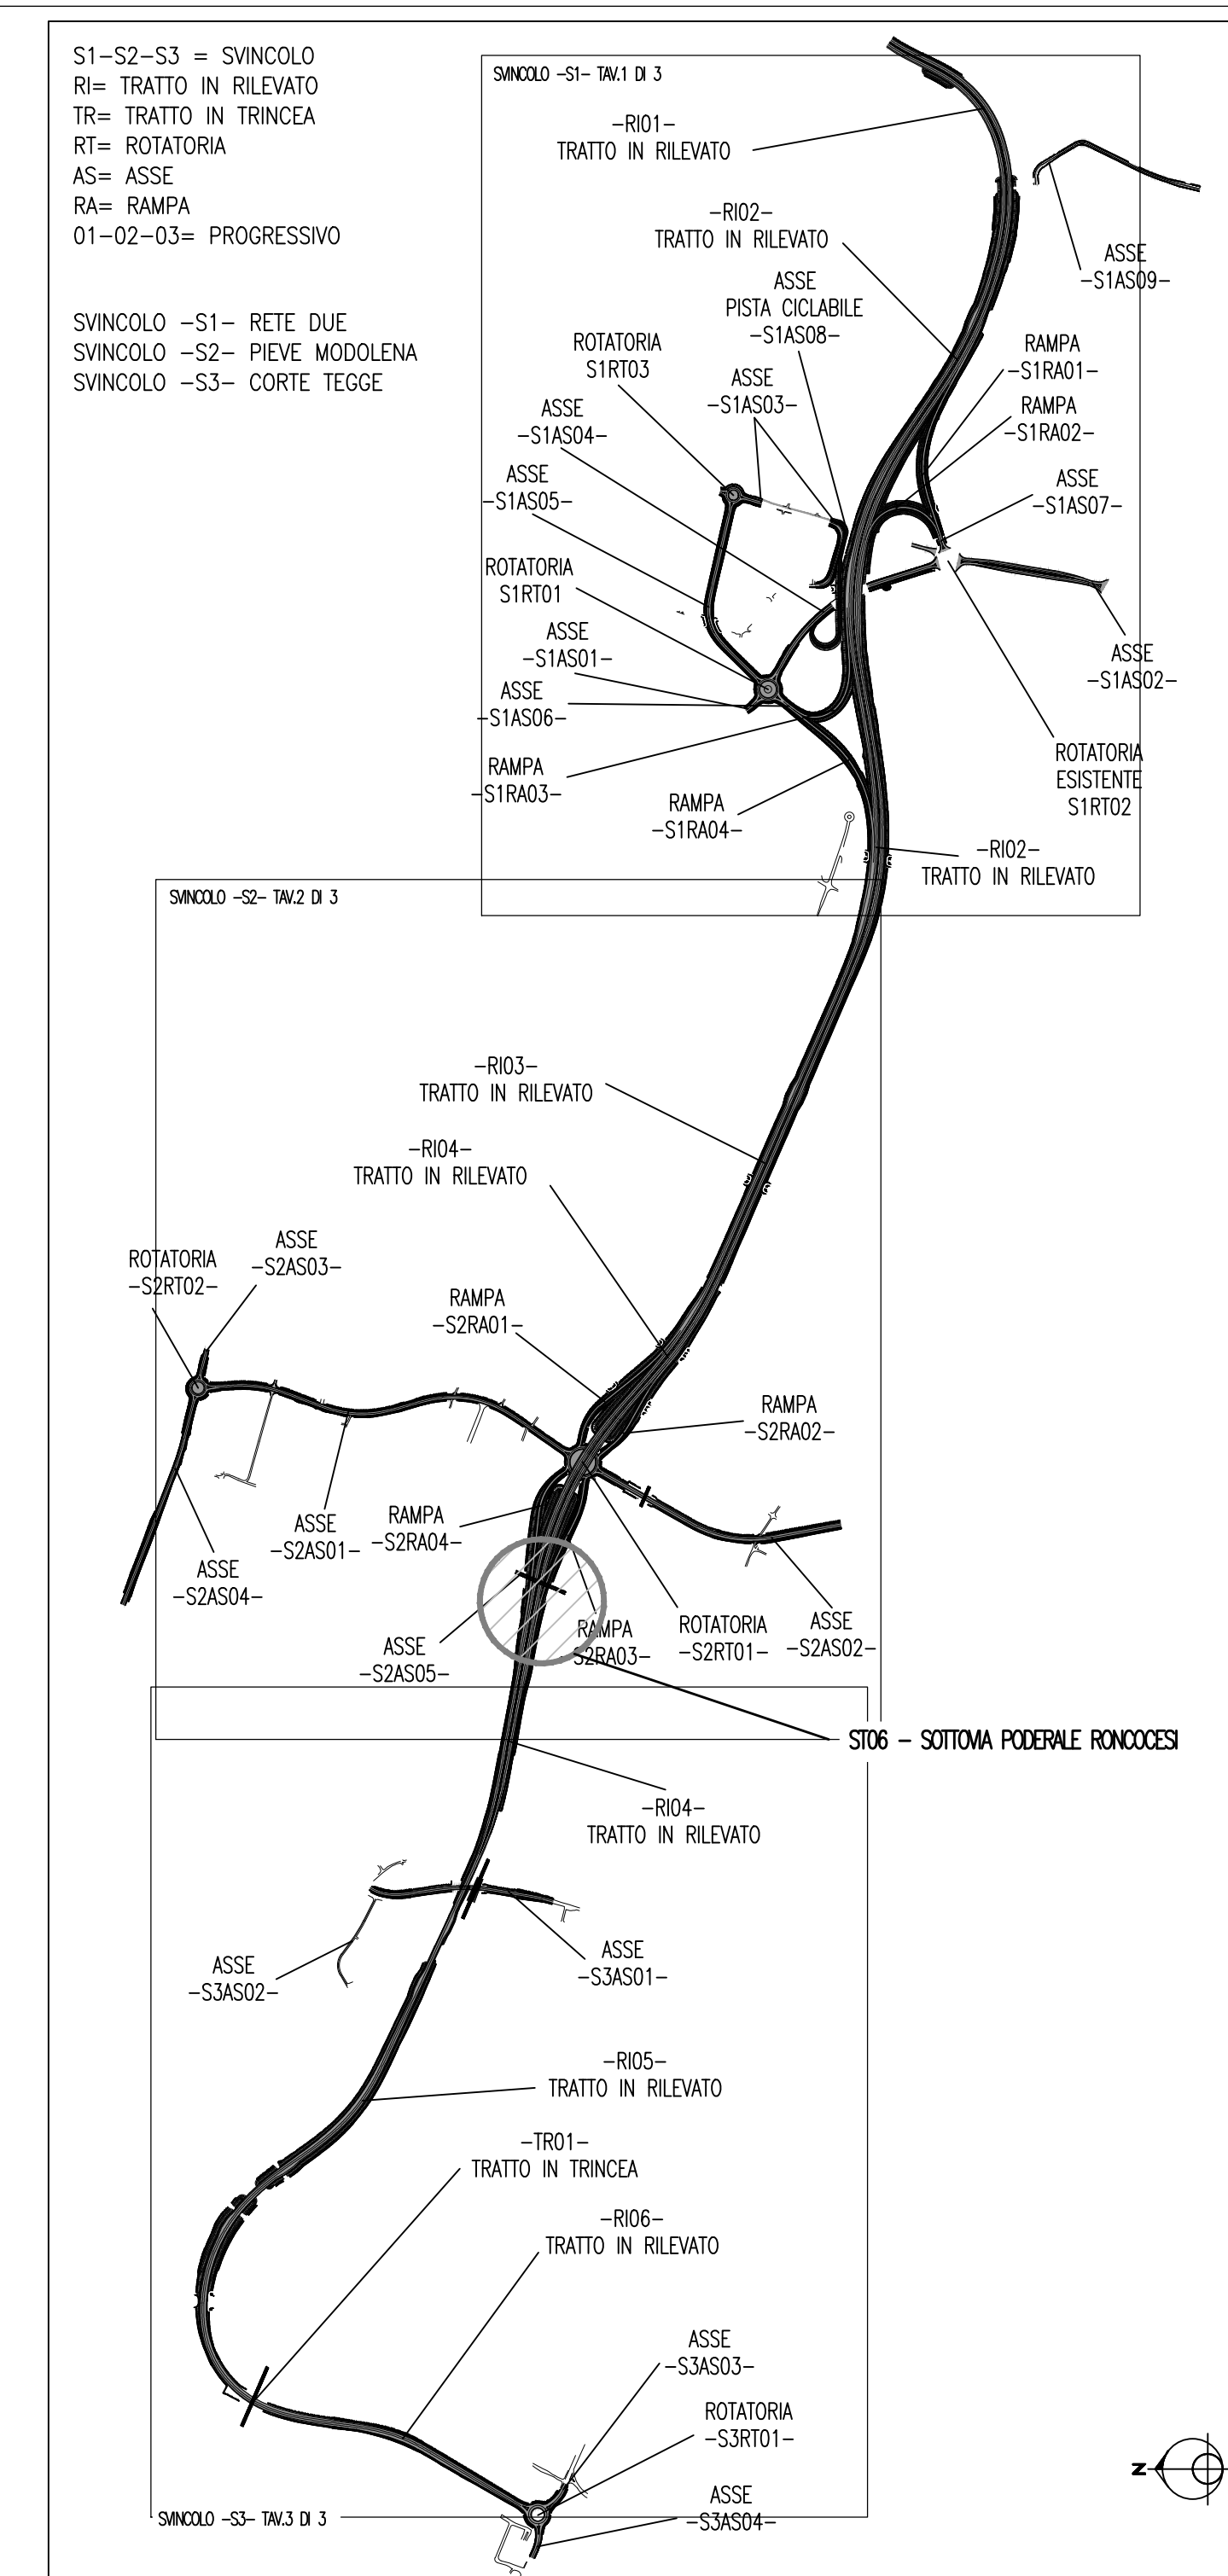 S1-S2-S3 = SVINCOLO
RI= TRATTO IN RILEVATO
TR= TRATTO IN TRINCEA
RT= ROTATORIA
AS= ASSE
RA= RAMPA
01-02-03= PROGRESSIVO
SVINCOLO -S1- RETE DUE
SVINCOLO -S2- PIEVE MODOLENA
SVINCOLO -S3- CORTE TEGGE
SVINCOLO -S1- TAV.1 DI 3
-RI01-
TRATTO IN RILEVATO
-RI02-
TRATTO IN RILEVATO
ASSE
-S1AS09-
ASSE
PISTA CICLABILE
-S1AS08-
ROTATORIA
S1RT03
RAMPA
-S1RA01-
ASSE
-S1AS03-
RAMPA
-S1RA02-
ASSE
-S1AS04-
ASSE
-S1AS05-
ASSE
-S1AS07-
ROTATORIA
S1RT01
ASSE
-S1AS01-
ASSE
-S1AS02-
ASSE
-S1AS06-
ROTATORIA
ESISTENTE
S1RT02
RAMPA
-S1RA03-
RAMPA
-S1RA04-
-RI02-
TRATTO IN RILEVATO
SVINCOLO -S2- TAV.2 DI 3
-RI03-
TRATTO IN RILEVATO
-RI04-
TRATTO IN RILEVATO
ASSE
-S2AS03-
ROTATORIA
-S2RT02-
RAMPA
-S2RA01-
RAMPA
-S2RA02-
ASSE
-S2AS01-
RAMPA
-S2RA04-
ASSE
-S2AS04-
ASSE
-S2AS05-
RAMPA
-S2RA03-
ROTATORIA
-S2RT01-
ASSE
-S2AS02-
ST06 - SOTTOVIA PODERALE RONCOCESI
-RI04-
TRATTO IN RILEVATO
ASSE
-S3AS02-
ASSE
-S3AS01-
-RI05-
TRATTO IN RILEVATO
-TR01-
TRATTO IN TRINCEA
-RI06-
TRATTO IN RILEVATO
ASSE
-S3AS03-
ROTATORIA
-S3RT01-
ASSE
-S3AS04-
SVINCOLO -S3- TAV.3 DI 3
N